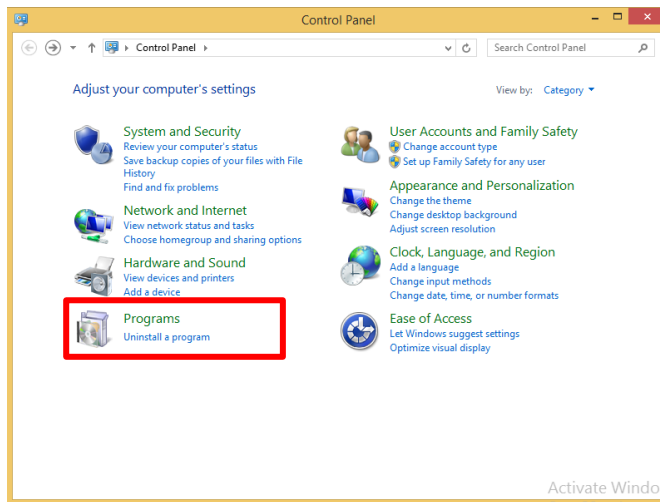 Control Panel
Control Panel
Search Control Panel
Adjust your computer's settings
View by: Category
System and Security
Review your computer's status
Save backup copies of your files with File
History
Find and fix problems
Network and Internet
View network status and tasks
Choose homegroup and sharing options
Hardware and Sound
View devices and printers
Add a device
Programs
Uninstall a program
User Accounts and Family Safety
Change account type
Set up Family Safety for any user
Appearance and Personalization
Change the theme
Change desktop background
Adjust screen resolution
Clock, Language, and Region
Add a language
Change input methods
Change date, time, or number formats
Ease of Access
Let Windows suggest settings
Optimize visual display
Activate Windo